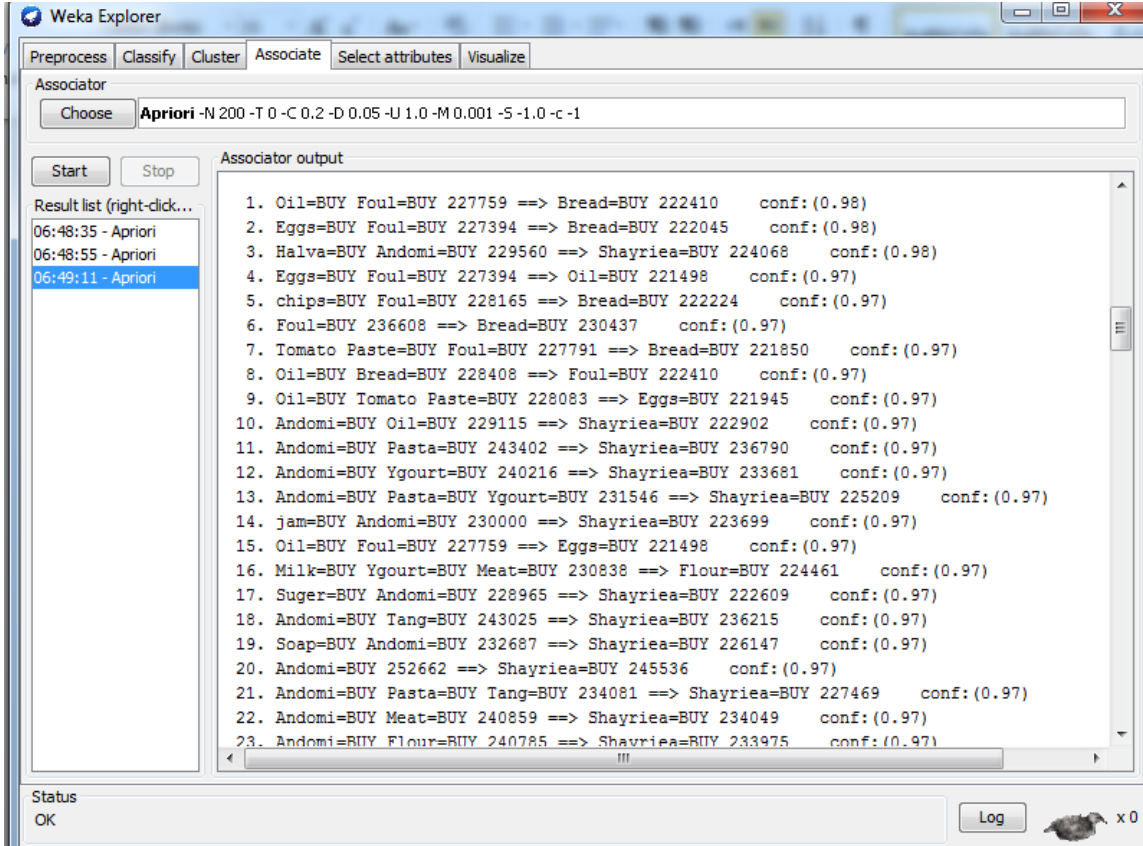 Weka Explorer
Preprocess Classify Cluster Associate Select attributes Visualize
Associator
Choose Apriori -N 200 -T 0 -C 0.2 -D 0.05 -U 1.0 -M 0.001 -S -1.0 -c -1
Start Stop
Result list (right-click...
06:48:35 - Apriori
06:48:55 - Apriori
06:49:11 - Apriori
Associator output
1. Oil=BUY Foul=BUY 227759 ==> Bread=BUY 222410 conf:(0.98)
2. Eggs=BUY Foul=BUY 227394 ==> Bread=BUY 222045 conf:(0.98)
3. Halva=BUY Andomi=BUY 229560 ==> Shayriea=BUY 224068 conf:(0.98)
4. Eggs=BUY Foul=BUY 227394 ==> Oil=BUY 221498 conf:(0.97)
5. chips=BUY Foul=BUY 228165 ==> Bread=BUY 222224 conf:(0.97)
6. Foul=BUY 236608 ==> Bread=BUY 230437 conf:(0.97)
7. Tomato Paste=BUY Foul=BUY 227791 ==> Bread=BUY 221850 conf:(0.97)
8. Oil=BUY Bread=BUY 228408 ==> Foul=BUY 222410 conf:(0.97)
9. Oil=BUY Tomato Paste=BUY 228083 ==> Eggs=BUY 221945 conf:(0.97)
10. Andomi=BUY Oil=BUY 229115 ==> Shayriea=BUY 222902 conf:(0.97)
11. Andomi=BUY Pasta=BUY 243402 ==> Shayriea=BUY 236790 conf:(0.97)
12. Andomi=BUY Ygourt=BUY 240216 ==> Shayriea=BUY 233681 conf:(0.97)
13. Andomi=BUY Pasta=BUY Ygourt=BUY 231546 ==> Shayriea=BUY 225209 conf:(0.97)
14. jam=BUY Andomi=BUY 230000 ==> Shayriea=BUY 223699 conf:(0.97)
15. Oil=BUY Foul=BUY 227759 ==> Eggs=BUY 221498 conf:(0.97)
16. Milk=BUY Ygourt=BUY Meat=BUY 230838 ==> Flour=BUY 224461 conf:(0.97)
17. Suger=BUY Andomi=BUY 228965 ==> Shayriea=BUY 222609 conf:(0.97)
18. Andomi=BUY Tang=BUY 243025 ==> Shayriea=BUY 236215 conf:(0.97)
19. Soap=BUY Andomi=BUY 232687 ==> Shayriea=BUY 226147 conf:(0.97)
20. Andomi=BUY 252662 ==> Shayriea=BUY 245536 conf:(0.97)
21. Andomi=BUY Pasta=BUY Tang=BUY 234081 ==> Shayriea=BUY 227469 conf:(0.97)
22. Andomi=BUY Meat=BUY 240859 ==> Shayriea=BUY 234049 conf:(0.97)
23. Andomi=BUY Flour=BUY 240785 ==> Shayriea=BUY 233975 conf:(0.97)
Status
OK
Log
x 0